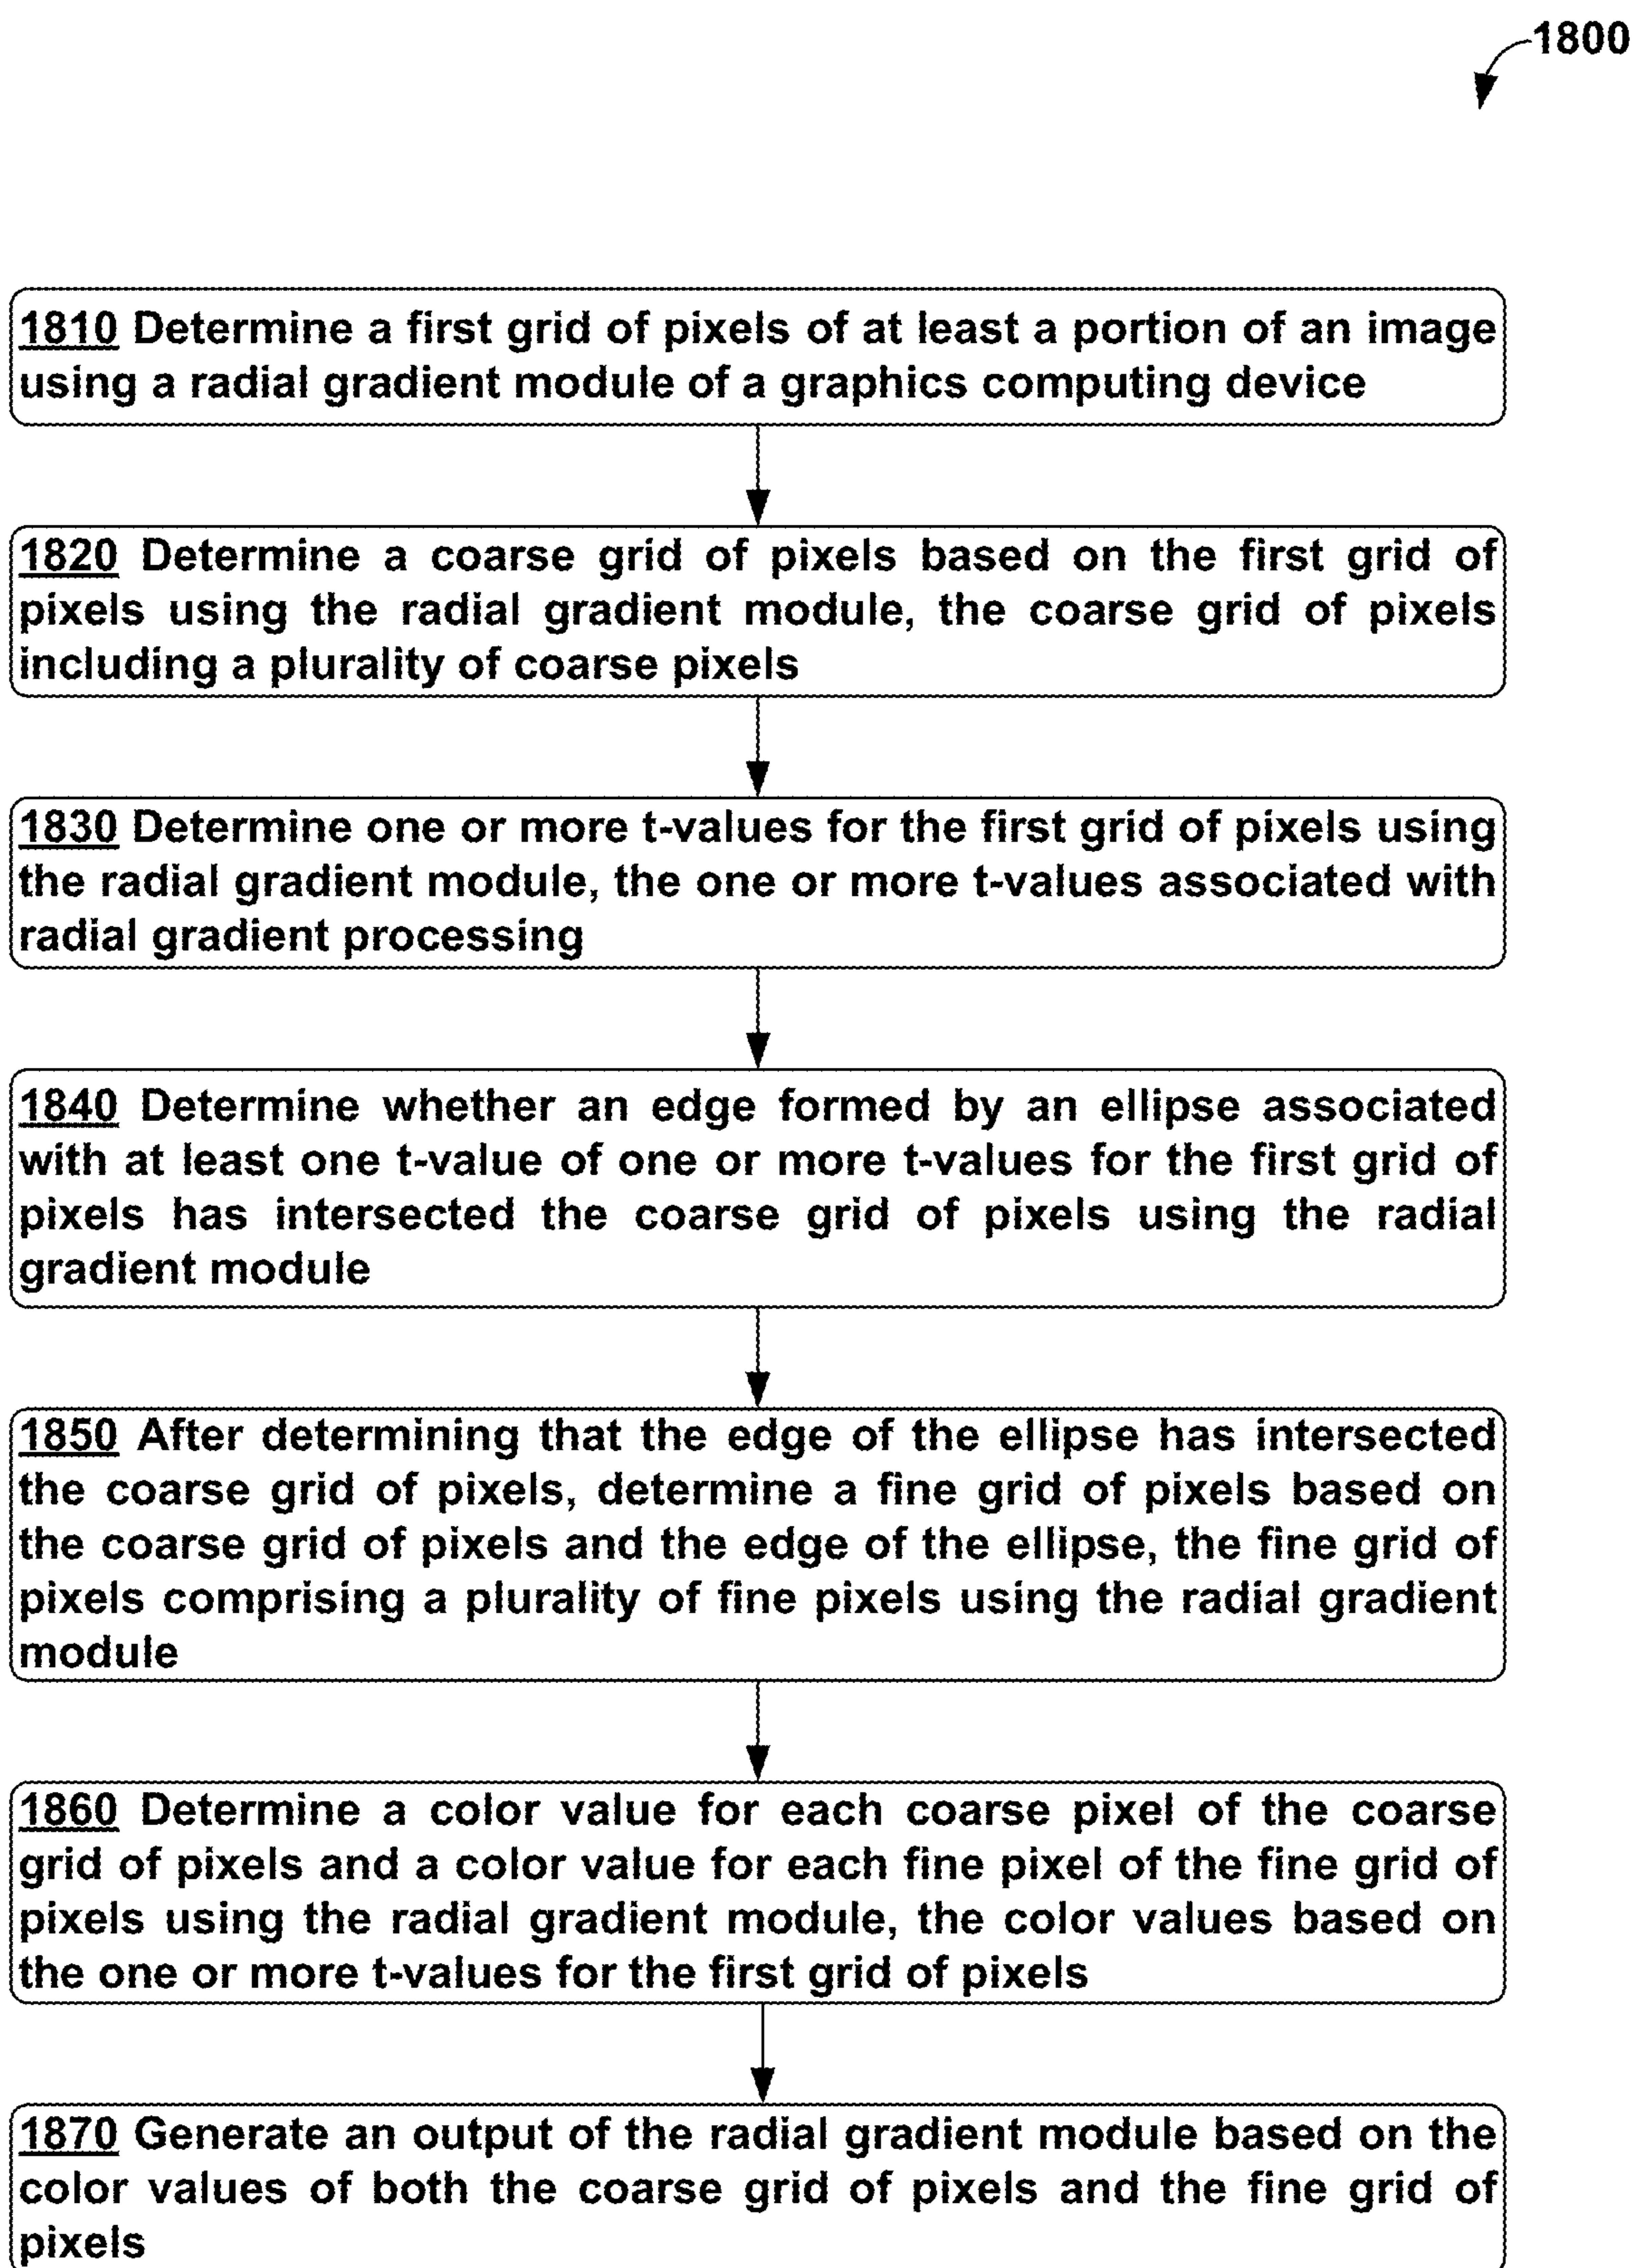 1800
1810 Determine a first grid of pixels of at least a portion of an image
using a radial gradient module of a graphics computing device
1820 Determine a coarse grid of pixels based on the first grid of
pixels using the radial gradient module, the coarse grid of pixels
including a plurality of coarse pixels
1830 Determine one or more t-values for the first grid of pixels using
the radial gradient module, the one or more t-values associated with
radial gradient processing
1840 Determine whether an edge formed by an ellipse associated
with at least one t-value of one or more t-values for the first grid of
pixels has intersected the coarse grid of pixels using the radial
gradient module
1850 After determining that the edge of the ellipse has intersected
the coarse grid of pixels, determine a fine grid of pixels based on
the coarse grid of pixels and the edge of the ellipse, the fine grid of
pixels comprising a plurality of fine pixels using the radial gradient
module
1860 Determine a color value for each coarse pixel of the coarse
grid of pixels and a color value for each fine pixel of the fine grid of
pixels using the radial gradient module, the color values based on
the one or more t-values for the first grid of pixels
1870 Generate an output of the radial gradient module based on the
color values of both the coarse grid of pixels and the fine grid of
pixels